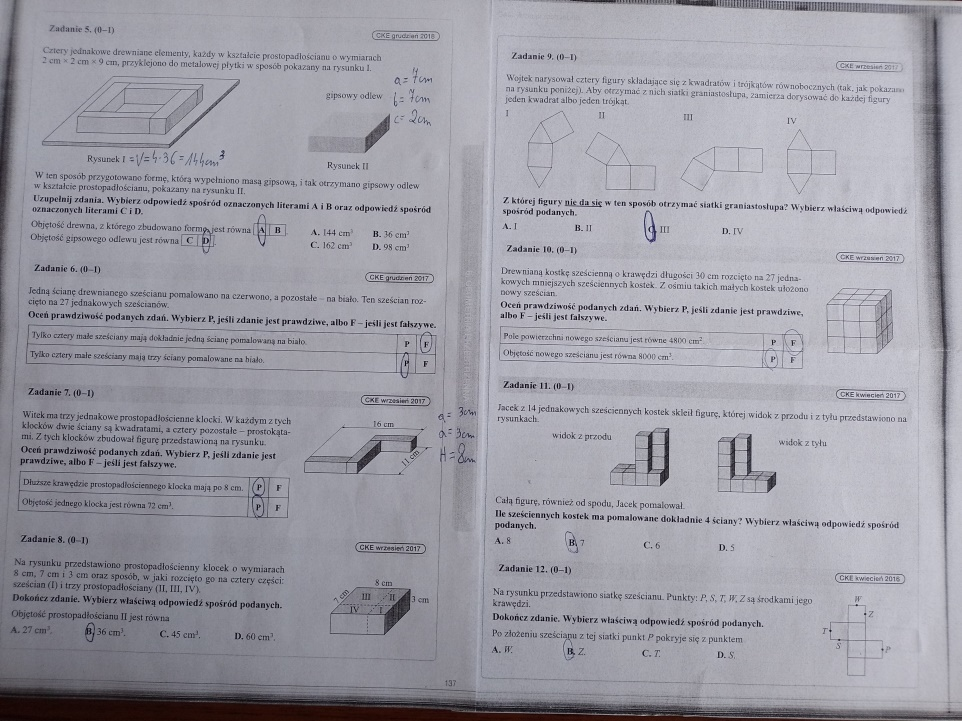 Zadanie 5. (0–1)
CKE grudzień 2016
Cztery jednakowe drewniane elementy, każdy w kształcie prostopadłościanu o wymiarach
2 cm × 2 cm × 9 cm, przyklejono do metalowej płytki w sposób pokazany na rysunku I.
a = 7cm
gipsowy odlew
b = 7cm
c = 2cm
Rysunek I = V = 4·36 = 144cm³
Rysunek II
W ten sposób przygotowano formę, którą wypełniono masą gipsową, i tak otrzymano gipsowy odlew
w kształcie prostopadłościanu, pokazany na rysunku II.
Uzupełnij zdania. Wybierz odpowiedź spośród oznaczonych literami A i B oraz odpowiedź spośród
oznaczonych literami C i D.
Objętość drewna, z którego zbudowano formę, jest równa A B
A. 144 cm³ B. 36 cm³
Objętość gipsowego odlewu jest równa C D
C. 162 cm³ D. 98 cm³
Zadanie 6. (0–1)
CKE grudzień 2017
Jedną ścianę drewnianego sześcianu pomalowano na czerwono, a pozostałe – na biało. Ten sześcian roz-
cięto na 27 jednakowych sześcianów.
Oceń prawdziwość podanych zdań. Wybierz P, jeśli zdanie jest prawdziwe, albo F – jeśli jest fałszywe.
Tylko cztery małe sześciany mają dokładnie jedną ścianę pomalowaną na biało. P F
Tylko cztery małe sześciany mają trzy ściany pomalowane na biało. P F
Zadanie 7. (0–1)
CKE wrzesień 2017
Witek ma trzy jednakowe prostopadłościenne klocki. W każdym z tych
klocków dwie ściany są kwadratami, a cztery pozostałe – prostokąta-
mi. Z tych klocków zbudował figurę przedstawioną na rysunku.
Oceń prawdziwość podanych zdań. Wybierz P, jeśli zdanie jest
prawdziwe, albo F – jeśli jest fałszywe.
16 cm
11 cm
a = 3cm
a = 3cm
H = 8cm
Dłuższe krawędzie prostopadłościennego klocka mają po 8 cm. P F
Objętość jednego klocka jest równa 72 cm³. P F
Zadanie 8. (0–1)
CKE wrzesień 2017
Na rysunku przedstawiono prostopadłościenny klocek o wymiarach
8 cm, 7 cm i 3 cm oraz sposób, w jaki rozcięto go na cztery części:
sześcian (I) i trzy prostopadłościany (II, III, IV).
Dokończ zdanie. Wybierz właściwą odpowiedź spośród podanych.
Objętość prostopadłościanu II jest równa
A. 27 cm³. B. 36 cm³. C. 45 cm³. D. 60 cm³.
8 cm
7 cm
III II
3 cm
IV I
137
Zadanie 9. (0–1)
CKE wrzesień 2017
Wojtek narysował cztery figury składające się z kwadratów i trójkątów równobocznych (tak, jak pokazano
na rysunku poniżej). Aby otrzymać z nich siatki graniastosłupa, zamierza dorysować do każdej figury
jeden kwadrat albo jeden trójkąt.
I II III IV
Z której figury nie da się w ten sposób otrzymać siatki graniastosłupa? Wybierz właściwą odpowiedź
spośród podanych.
A. I B. II C. III D. IV
Zadanie 10. (0–1)
CKE wrzesień 2017
Drewnianą kostkę sześcienną o krawędzi długości 30 cm rozcięto na 27 jedna-
kowych mniejszych sześciennych kostek. Z ośmiu takich małych kostek ułożono
nowy sześcian.
Oceń prawdziwość podanych zdań. Wybierz P, jeśli zdanie jest prawdziwe,
albo F – jeśli jest fałszywe.
Pole powierzchni nowego sześcianu jest równe 4800 cm². P F
Objętość nowego sześcianu jest równa 8000 cm³. P F
Zadanie 11. (0–1)
CKE kwiecień 2017
Jacek z 14 jednakowych sześciennych kostek skleił figurę, której widok z przodu i z tyłu przedstawiono na
rysunkach.
widok z przodu
widok z tyłu
Całą figurę, również od spodu, Jacek pomalował.
Ile sześciennych kostek ma pomalowane dokładnie 4 ściany? Wybierz właściwą odpowiedź spośród
podanych.
A. 8 B. 7 C. 6 D. 5
Zadanie 12. (0–1)
CKE kwiecień 2018
Na rysunku przedstawiono siatkę sześcianu. Punkty: P, S, T, W, Z są środkami jego
krawędzi.
Dokończ zdanie. Wybierz właściwą odpowiedź spośród podanych.
Po złożeniu sześcianu z tej siatki punkt P pokryje się z punktem
A. W. B. Z. C. T. D. S.
W
Z
T
S
P